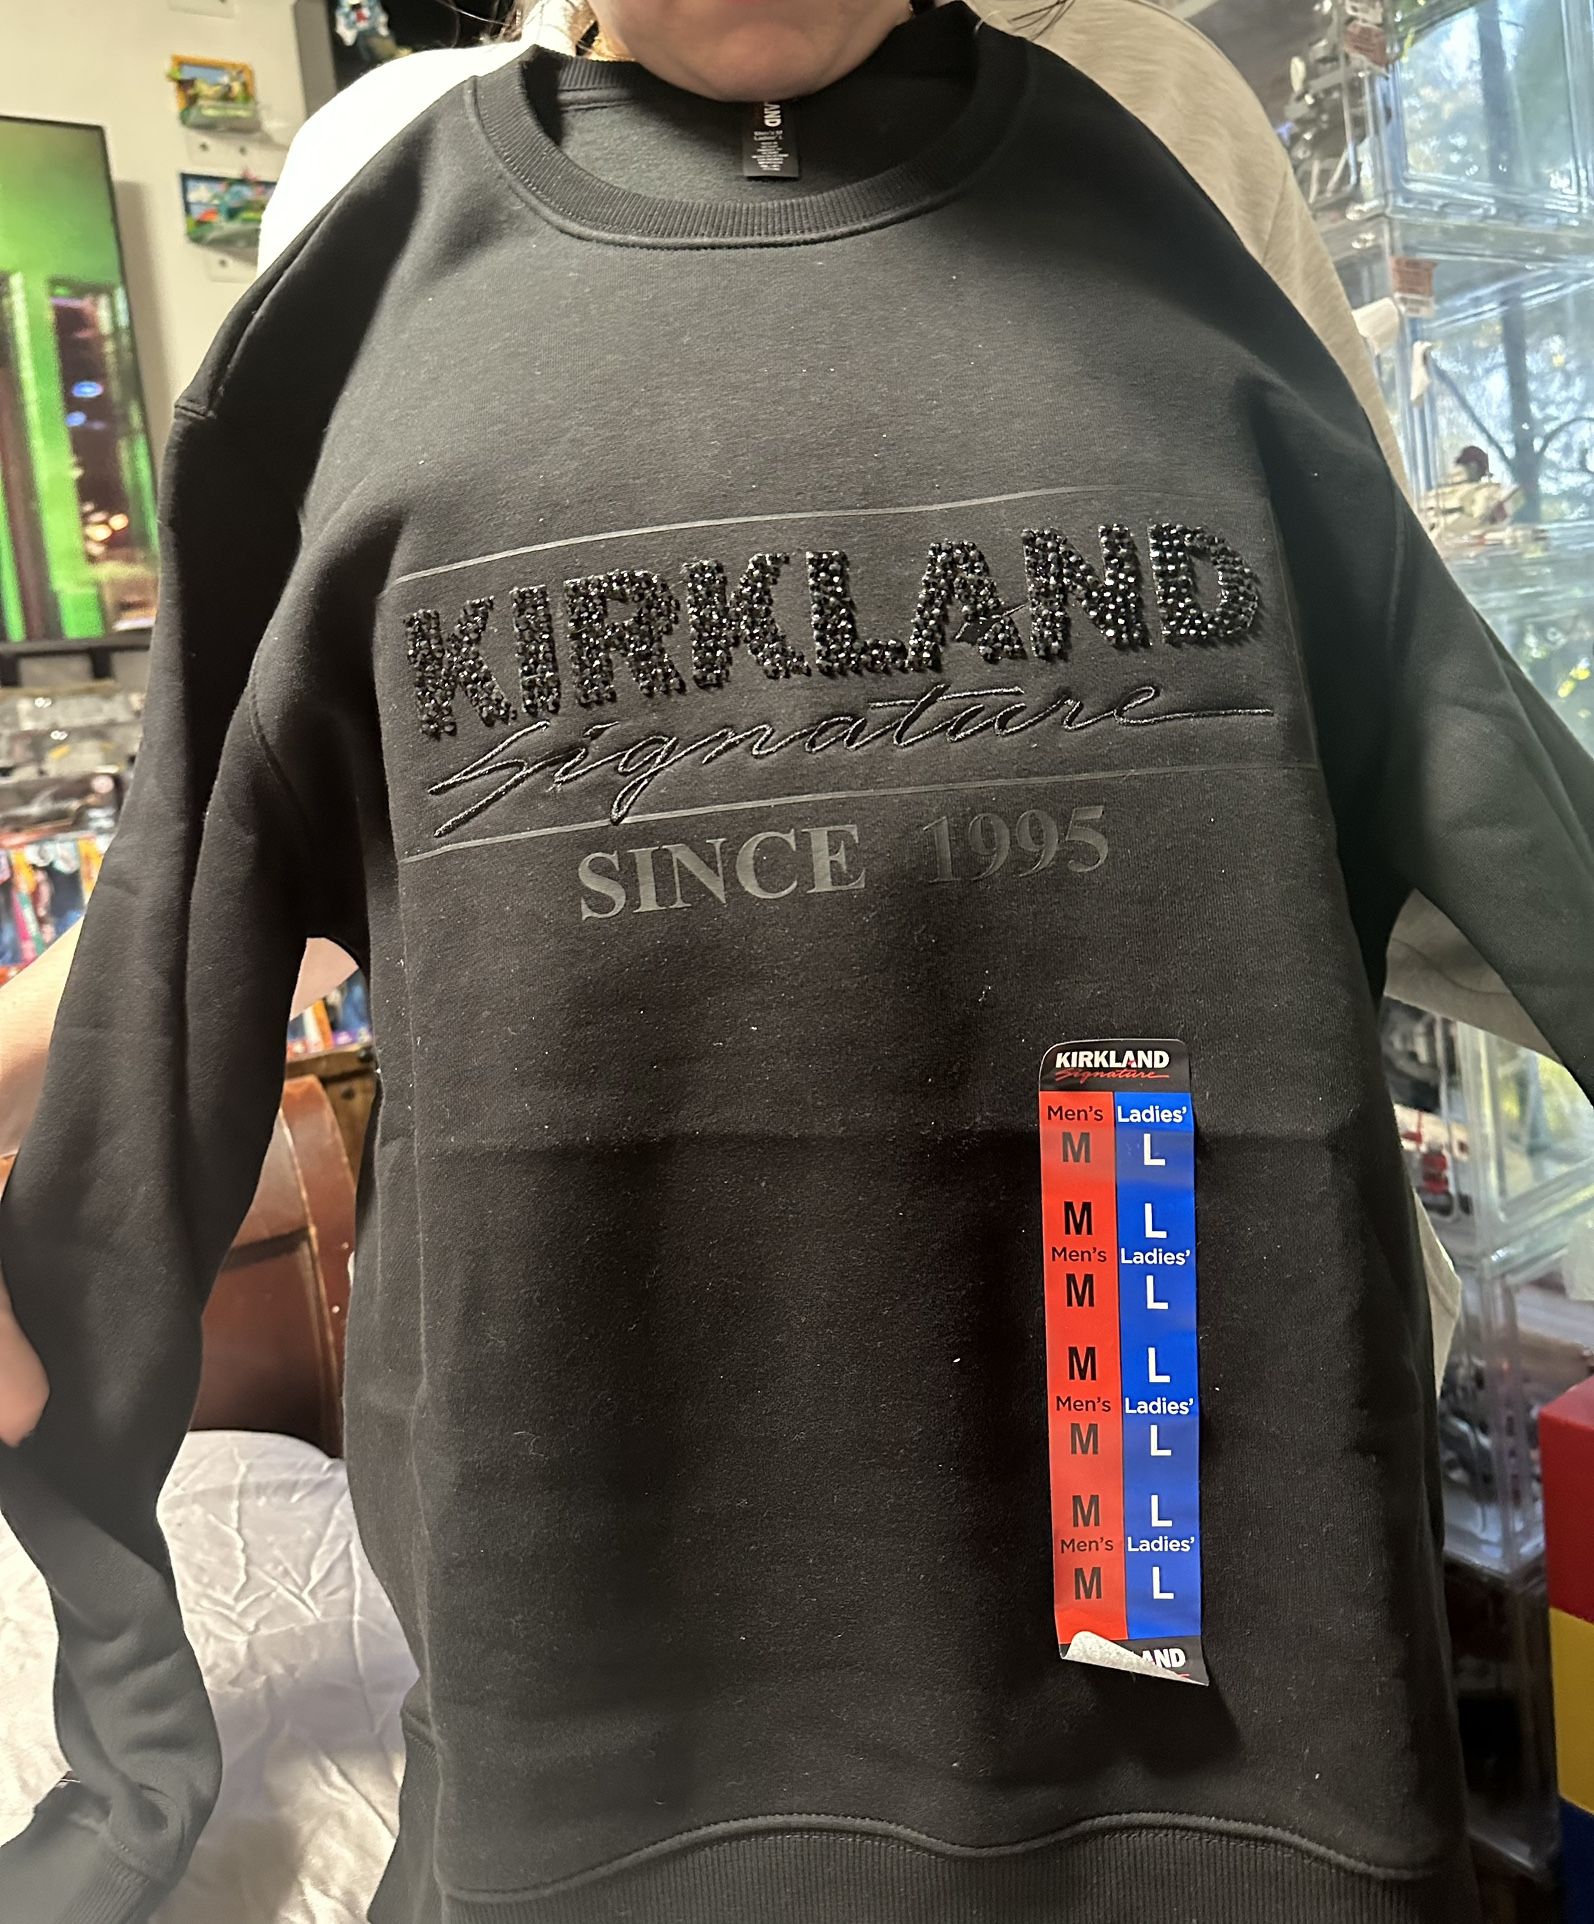 KIRKLAND
Signature
SINCE 1995
KIRKLAND
Signature
Men's Ladies'
M L
M L
Men's Ladies'
M L
M L
Men's Ladies'
M L
M L
Men's Ladies'
M L